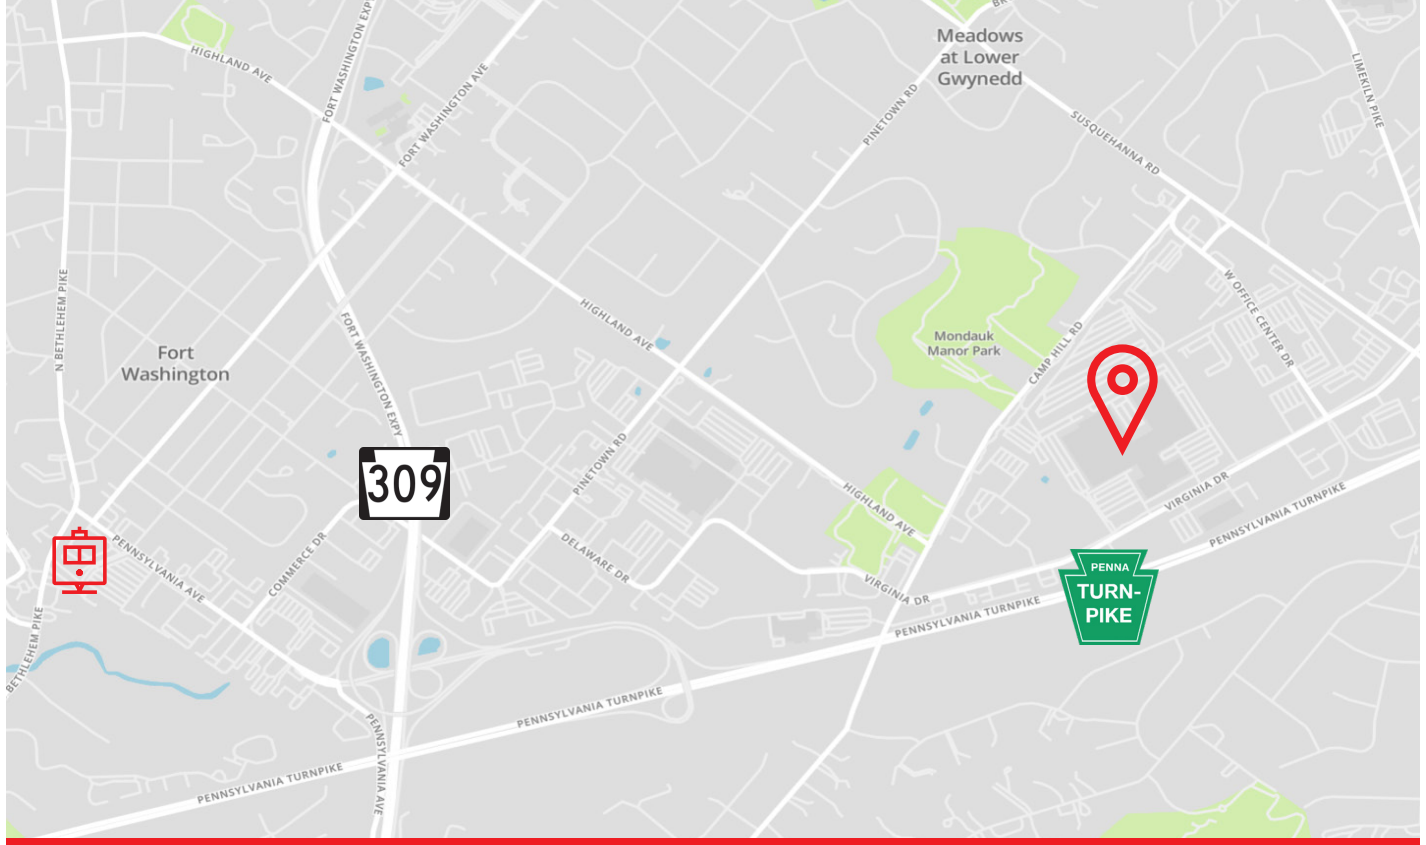 BR
Meadows
at Lower
Gwynedd
HIGHLAND AVE
FORT WASHINGTON EXP
FORT WASHINGTON AVE
PINETOWN RD
SUSQUEHANNA RD
LIMEKILN PIKE
N BETHLEHEM PIKE
Fort
Washington
FORT WASHINGTON EXPY
HIGHLAND AVE
Mondauk
Manor Park
CAMP HILL RD
W OFFICE CENTER DR
309
PINETOWN RD
HIGHLAND AVE
VIRGINIA DR
PENNSYLVANIA TURNPIKE
PENNSYLVANIA AVE
COMMERCE DR
DELAWARE DR
VIRGINIA DR
PENNSYLVANIA TURNPIKE
PENNA
TURN-
PIKE
BETHLEHEM PIKE
PENNSYLVANIA TURNPIKE
PENNSYLVANIA AVE
PENNSYLVANIA TURNPIKE